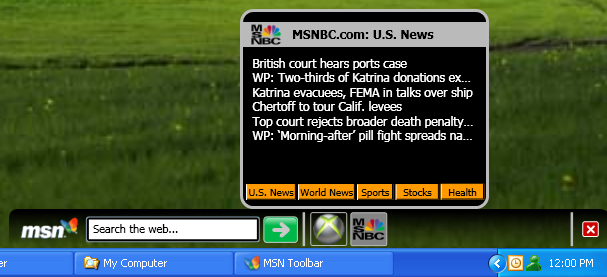 MSNBC
MSNBC.com: U.S. News
British court hears ports case
WP: Two-thirds of Katrina donations ex...
Katrina evacuees, FEMA in talks over ship
Chertoff to tour Calif. levees
Top court rejects broader death penalty...
WP: ‘Morning-after’ pill fight spreads na...
U.S. News World News Sports Stocks Health
msn Search the web... MSNBC
er My Computer MSN Toolbar 12:00 PM